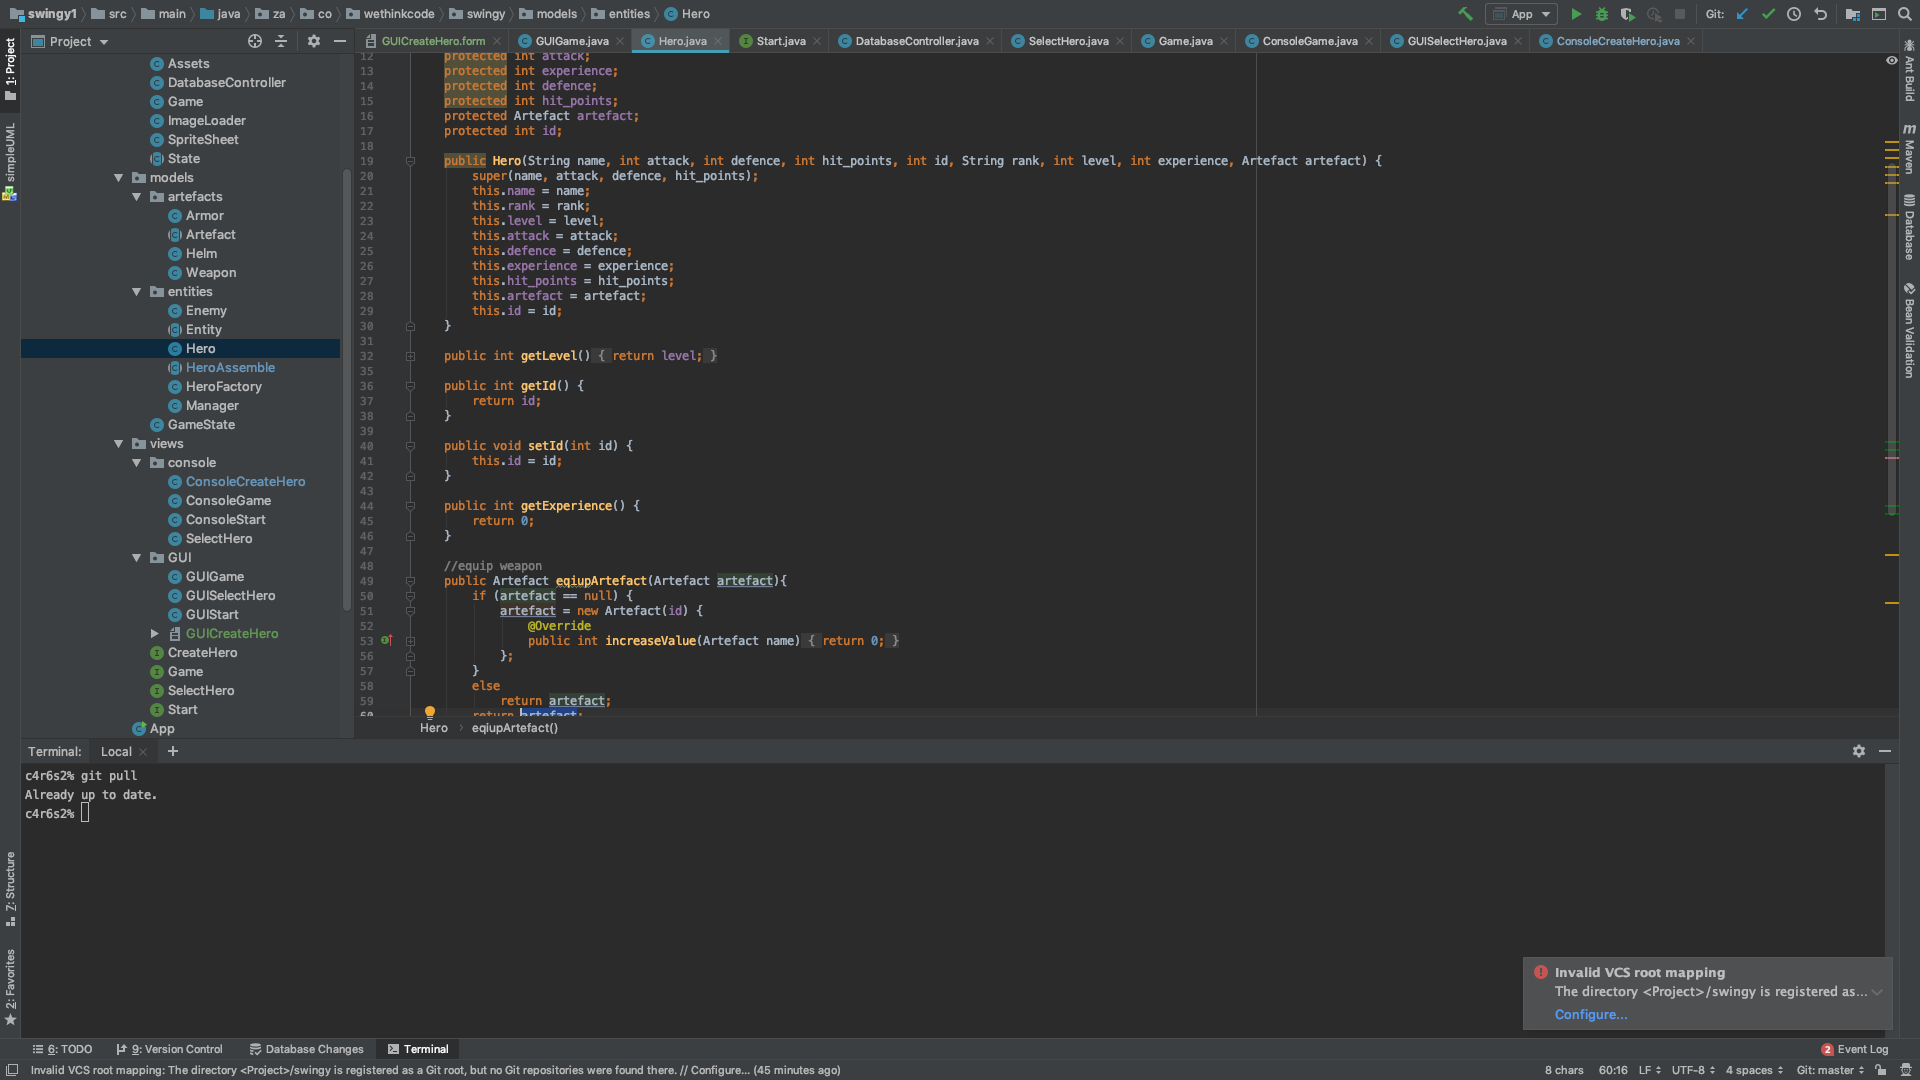 swingy1 src main java za co wethinkcode swingy models entities Hero
App Git:
Project
GUICreateHero.form GUIGame.java Hero.java Start.java DatabaseController.java SelectHero.java Game.java ConsoleGame.java GUISelectHero.java ConsoleCreateHero.java
1: Project
simpleUML
Z: Structure
2: Favorites
Assets
DatabaseController
Game
ImageLoader
SpriteSheet
State
models
artefacts
Armor
Artefact
Helm
Weapon
entities
Enemy
Entity
Hero
HeroAssemble
HeroFactory
Manager
GameState
views
console
ConsoleCreateHero
ConsoleGame
ConsoleStart
SelectHero
GUI
GUIGame
GUISelectHero
GUIStart
GUICreateHero
CreateHero
Game
SelectHero
Start
App
12 protected int attack;
13 protected int experience;
14 protected int defence;
15 protected int hit_points;
16 protected Artefact artefact;
17 protected int id;
18
19 public Hero(String name, int attack, int defence, int hit_points, int id, String rank, int level, int experience, Artefact artefact) {
20 super(name, attack, defence, hit_points);
21 this.name = name;
22 this.rank = rank;
23 this.level = level;
24 this.attack = attack;
25 this.defence = defence;
26 this.experience = experience;
27 this.hit_points = hit_points;
28 this.artefact = artefact;
29 this.id = id;
30 }
31
32 public int getLevel() { return level; }
35
36 public int getId() {
37 return id;
38 }
39
40 public void setId(int id) {
41 this.id = id;
42 }
43
44 public int getExperience() {
45 return 0;
46 }
47
48 //equip weapon
49 public Artefact eqiupArtefact(Artefact artefact){
50 if (artefact == null) {
51 artefact = new Artefact(id) {
52 @Override
53 public int increaseValue(Artefact name) { return 0; }
56 };
57 }
58 else
59 return artefact;
60 return artefact;
Hero eqiupArtefact()
Ant Build
Maven
Database
Bean Validation
Terminal: Local
c4r6s2% git pull
Already up to date.
c4r6s2%
Invalid VCS root mapping
The directory <Project>/swingy is registered as...
Configure...
6: TODO 9: Version Control Database Changes Terminal 2 Event Log
Invalid VCS root mapping: The directory <Project>/swingy is registered as a Git root, but no Git repositories were found there. // Configure... (45 minutes ago) 8 chars 60:16 LF UTF-8 4 spaces Git: master